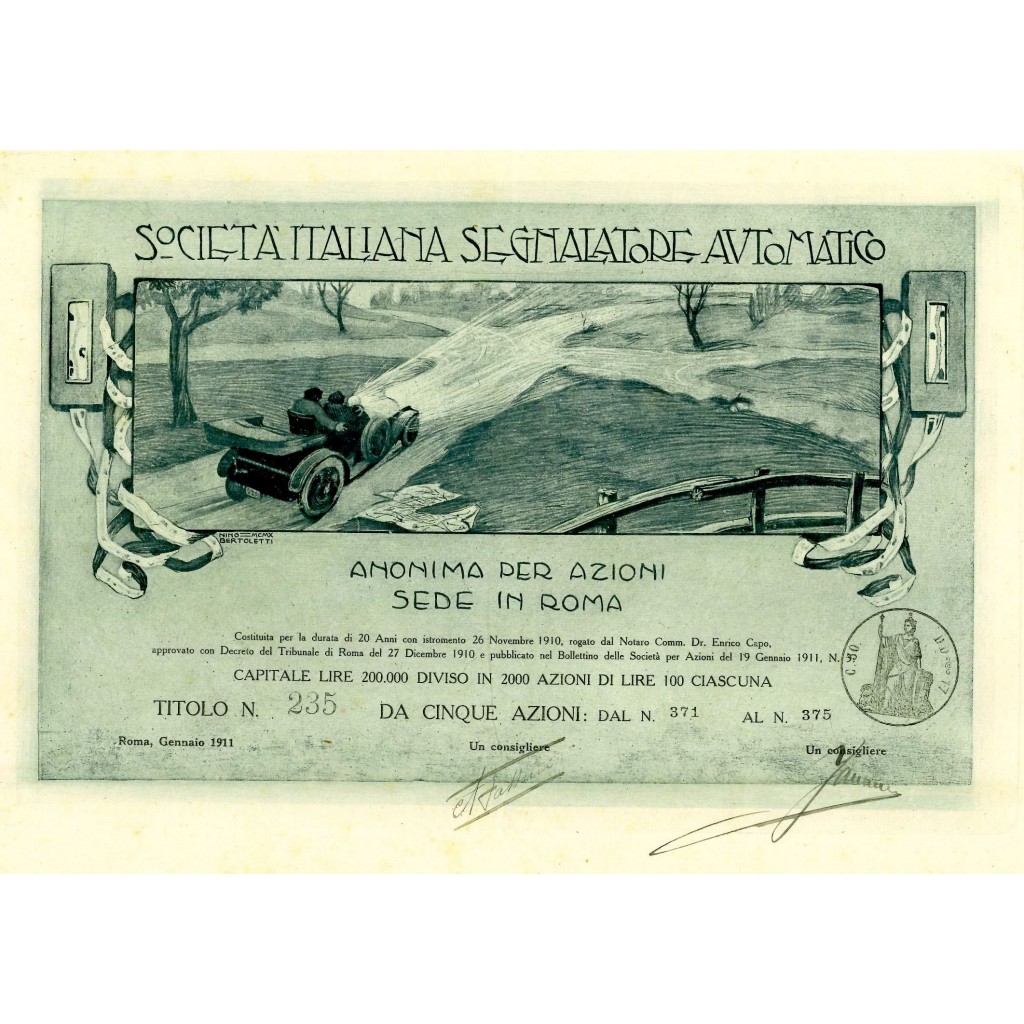 SOCIETÀ ITALIANA SEGNALATORE AVTOMATICO
NINO MCMX
BERTOLETTI
ANONIMA PER AZIONI
SEDE IN ROMA
Costituita per la durata di 20 Anni con istromento 26 Novembre 1910, rogato dal Notaro Comm. Dr. Enrico Capo,
approvato con Decreto del Tribunale di Roma del 27 Dicembre 1910 e pubblicato nel Bollettino delle Società per Azioni del 19 Gennaio 1911, N.
CAPITALE LIRE 200.000 DIVISO IN 2000 AZIONI DI LIRE 100 CIASCUNA
TITOLO N. 235 DA CINQUE AZIONI: DAL N. 371 AL N. 375
Roma, Gennaio 1911
Un consigliere
Un consigliere